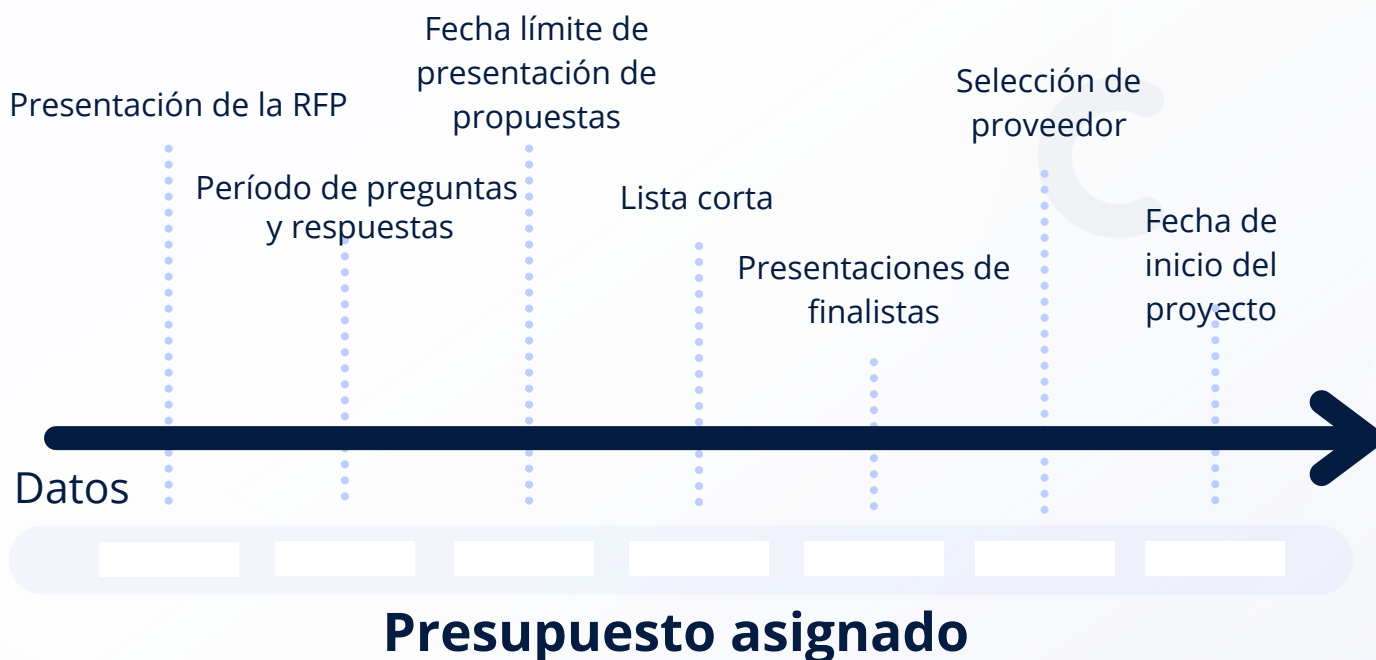 Presentación de la RFP
Período de preguntas
y respuestas
Fecha límite de
presentación de
propuestas
Lista corta
Presentaciones de
finalistas
Selección de
proveedor
Fecha de
inicio del
proyecto
Datos
Presupuesto asignado